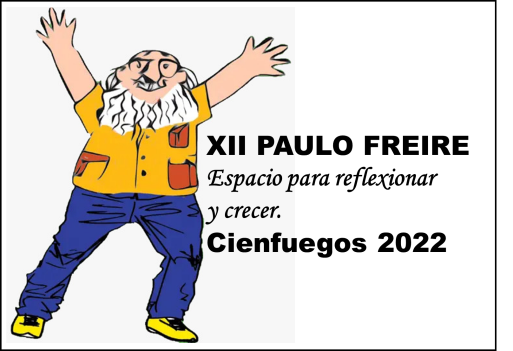 XII PAULO FREIRE
Espacio para reflexionar
y crecer.
Cienfuegos 2022